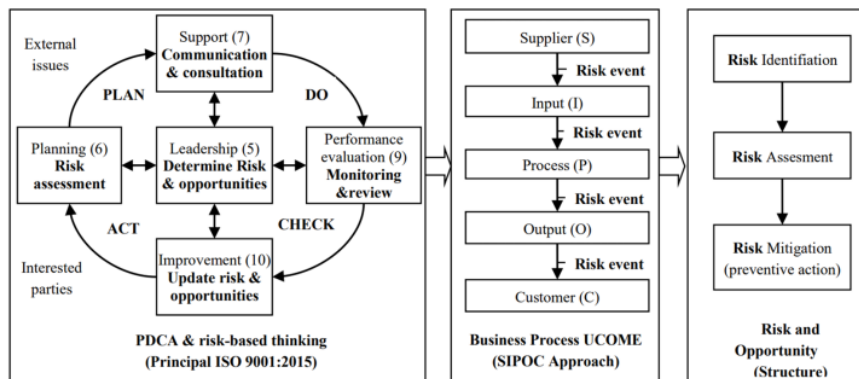 External
issues
Support (7)
Communication
& consultation
PLAN
DO
Planning (6)
Risk
assessment
Leadership (5)
Determine Risk
& opportunities
Performance
evaluation (9)
Monitoring
&review
ACT
CHECK
Interested
parties
Improvement (10)
Update risk &
opportunities
PDCA & risk-based thinking
(Principal ISO 9001:2015)
Supplier (S)
Risk event
Input (I)
Risk event
Process (P)
Risk event
Output (O)
Risk event
Customer (C)
Business Process UCOME
(SIPOC Approach)
Risk Identifiation
Risk Assesment
Risk Mitigation
(preventive action)
Risk and
Opportunity
(Structure)